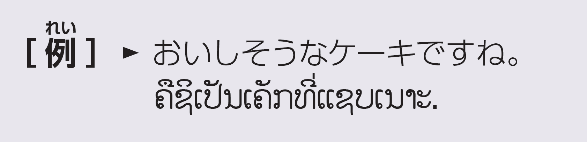 れい
[例] ► おいしそうなケーキですね。
ຄືຊິເປັນເຄັກທີ່ແຊບເນາະ.